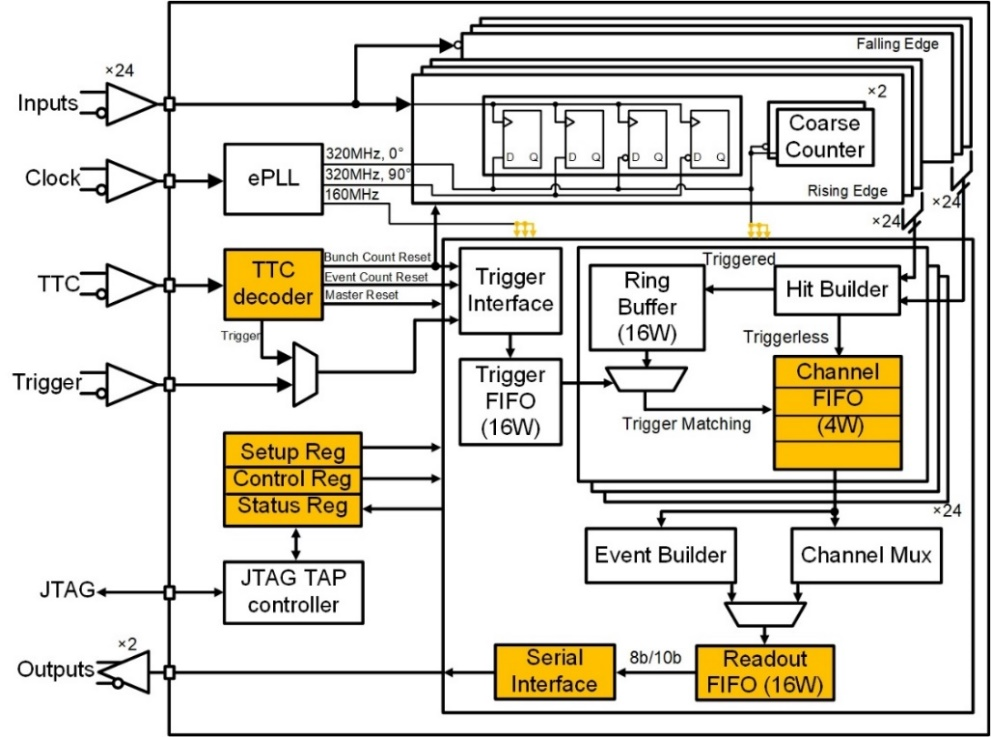 Falling Edge
×24
Inputs
×2
Coarse
Counter
D Q
D Q
D Q
D Q
Rising Edge
320MHz, 0°
320MHz, 90°
160MHz
Clock
ePLL
×24
×24
TTC
TTC
decoder
Bunch Count Reset
Event Count Reset
Master Reset
Trigger
Trigger
Interface
Triggered
Ring
Buffer
(16W)
Hit Builder
Triggerless
Trigger
Trigger
FIFO
(16W)
Channel
FIFO
(4W)
Trigger Matching
Setup Reg
Control Reg
Status Reg
×24
Event Builder
Channel Mux
JTAG
JTAG TAP
controller
Outputs
×2
Serial
Interface
8b/10b
Readout
FIFO (16W)